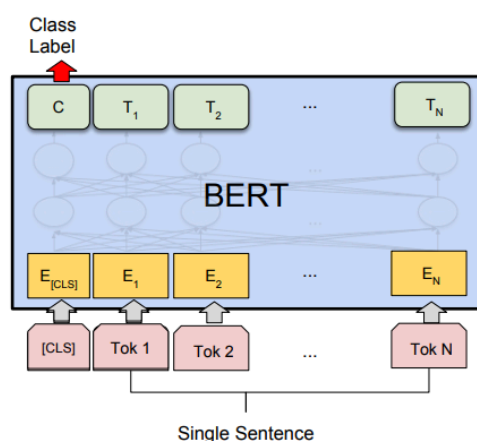 Class
Label
C T1 T2 ... TN
...
BERT
...
E[CLS] E1 E2 ... EN
[CLS] Tok 1 Tok 2 ... Tok N
Single Sentence